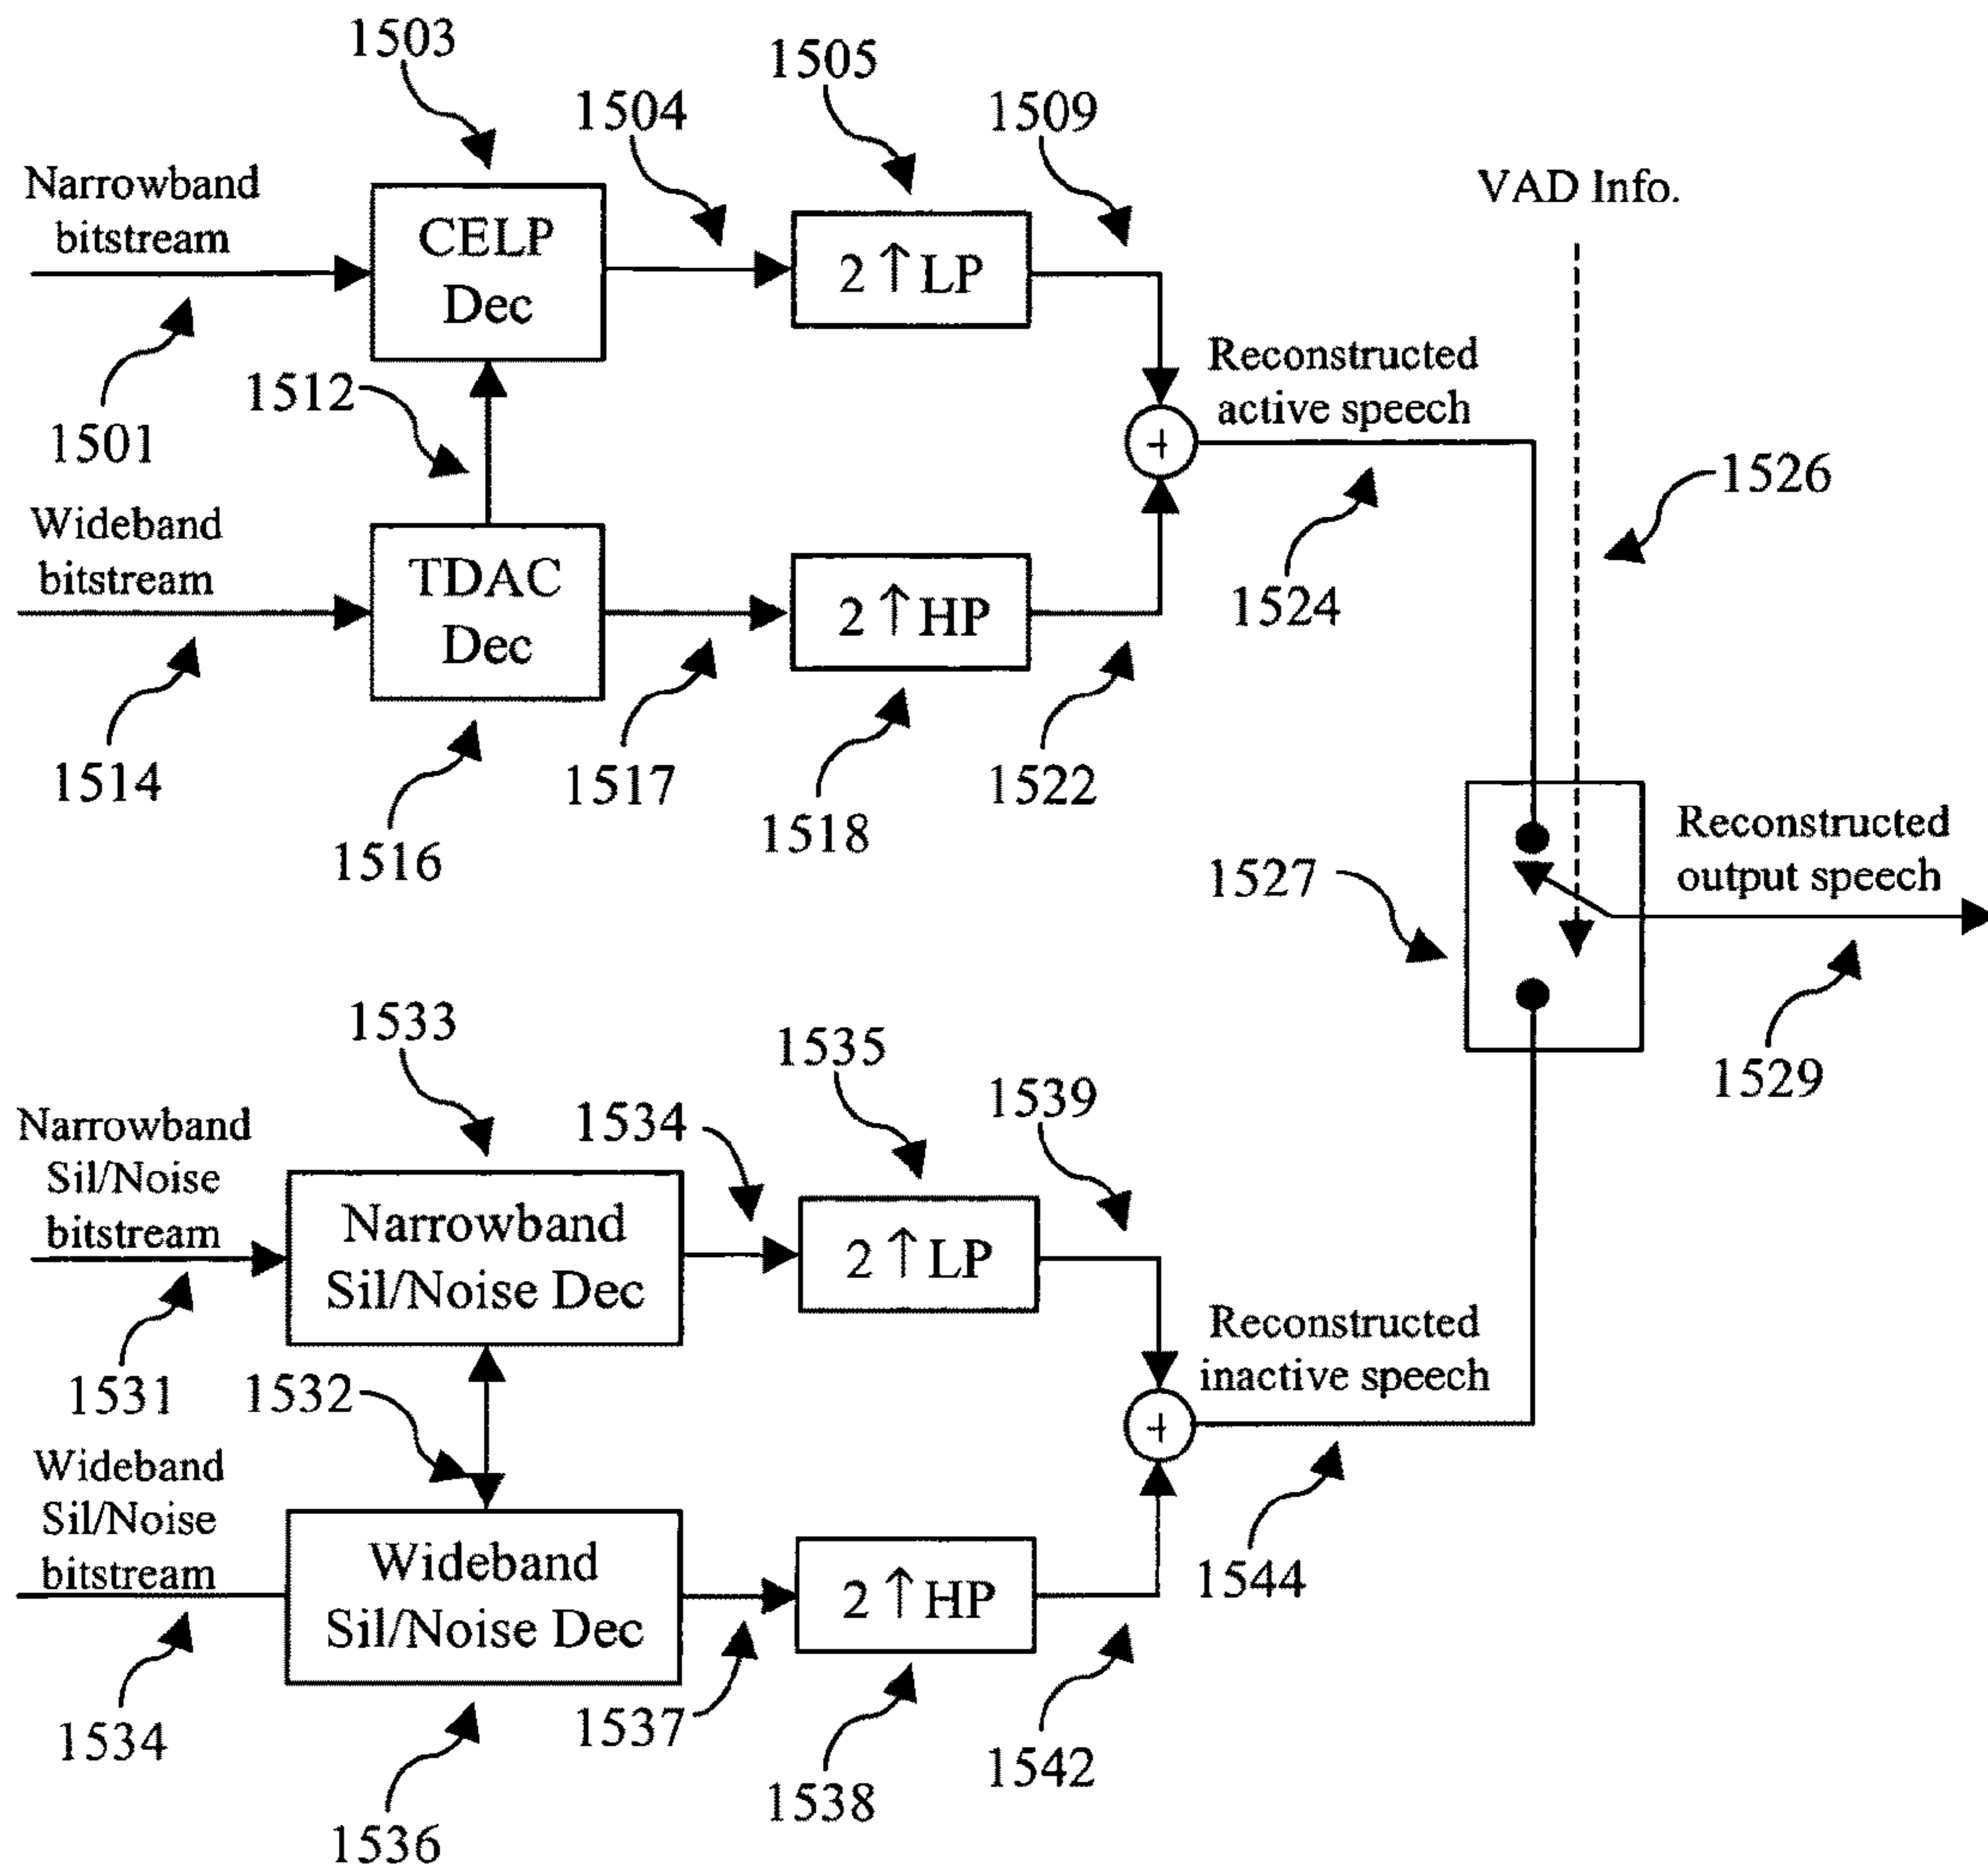 1503
1505
1504
1509
Narrowband
bitstream
CELP
Dec
2 ↑ LP
VAD Info.
1501
1512
Reconstructed
active speech
+
1526
Wideband
bitstream
TDAC
Dec
2 ↑ HP
1524
1514
1516
1517
1518
1522
1527
Reconstructed
output speech
1529
1533
1535
1534
1539
Narrowband
Sil/Noise
bitstream
Narrowband
Sil/Noise Dec
2 ↑ LP
1531
1532
Reconstructed
inactive speech
+
Wideband
Sil/Noise
bitstream
Wideband
Sil/Noise Dec
2 ↑ HP
1544
1534
1536
1537
1538
1542